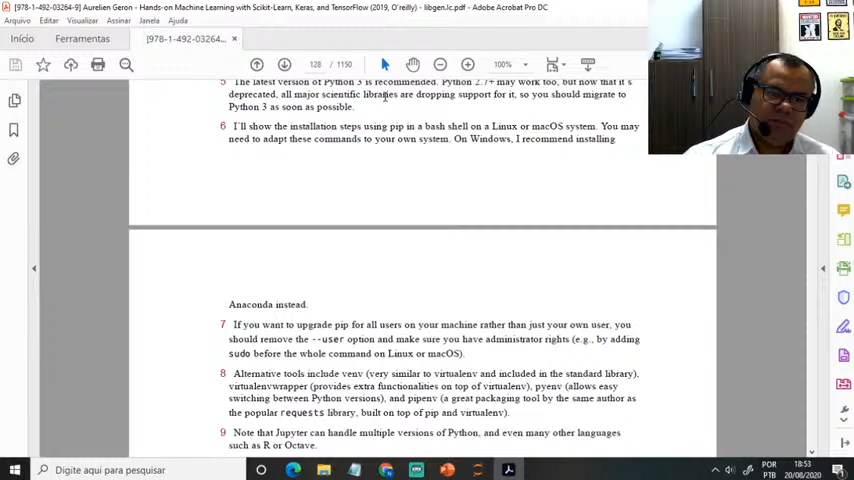 [978-1-492-03264-9] Aurelien Geron - Hands-on Machine Learning with Scikit-Learn, Keras, and TensorFlow (2019, O'reilly) - libgen.lc.pdf - Adobe Acrobat Pro DC
Arquivo Editar Visualizar Assinar Janela Ajuda
Início Ferramentas [978-1-492-03264... ×
128 / 1150 100%
5 The latest version of Python 3 is recommended. Python 2.7+ may work too, but now that it's
deprecated, all major scientific libraries are dropping support for it, so you should migrate to
Python 3 as soon as possible.
6 I'll show the installation steps using pip in a bash shell on a Linux or macOS system. You may
need to adapt these commands to your own system. On Windows, I recommend installing
Anaconda instead.
7 If you want to upgrade pip for all users on your machine rather than just your own user, you
should remove the --user option and make sure you have administrator rights (e.g., by adding
sudo before the whole command on Linux or macOS).
8 Alternative tools include venv (very similar to virtualenv and included in the standard library),
virtualenvwrapper (provides extra functionalities on top of virtualenv), pyenv (allows easy
switching between Python versions), and pipenv (a great packaging tool by the same author as
the popular requests library, built on top of pip and virtualenv).
9 Note that Jupyter can handle multiple versions of Python, and even many other languages
such as R or Octave.
Digite aqui para pesquisar
POR
PTB
18:53
20/08/2020